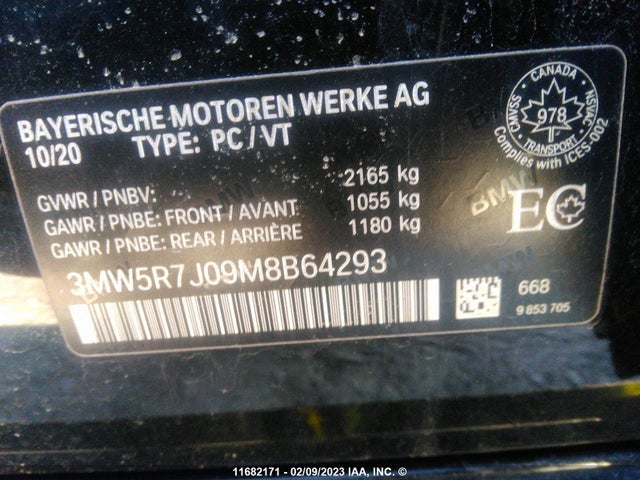 BAYERISCHE MOTOREN WERKE AG
10/20 TYPE: PC / VT
GVWR / PNBV: 2165 kg
GAWR / PNBE: FRONT / AVANT 1055 kg
GAWR / PNBE: REAR / ARRIÈRE 1180 kg
3MW5R7J09M8B64293
CANADA
978
TRANSPORT
Complies with ICES-002
BMW
EC
668
9 853 705
11682171 - 02/09/2023 IAA, INC. ©